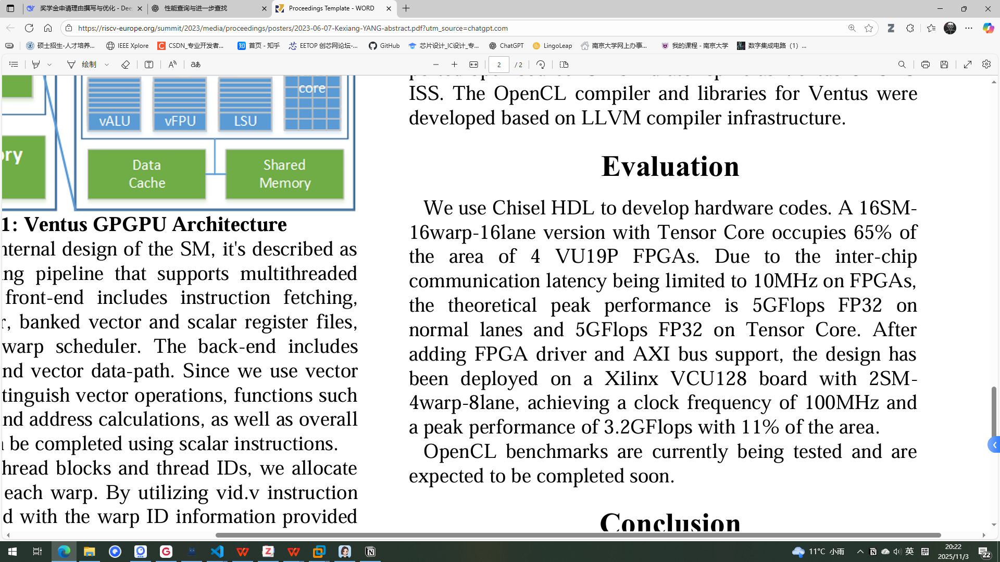 奖学金申请理由撰写与优化 - Dee
性能查询与进一步查找
Proceedings Template - WORD
https://riscv-europe.org/summit/2023/media/proceedings/posters/2023-06-07-Kexiang-YANG-abstract.pdf?utm_source=chatgpt.com
硕士招生-人才培养...
IEEE Xplore
CSDN_专业开发者...
首页 - 知乎
EETOP 创芯网论坛-...
GitHub
芯片设计_IC设计_专...
ChatGPT
LingoLeap
南京大学网上办事...
我的课程 - 南京大学
数字集成电路（1）...
绘制
aあ
2
/ 2
core
vALU
vFPU
LSU
ory
Data
Cache
Shared
Memory
1: Ventus GPGPU Architecture
nternal design of the SM, it's described as
ing pipeline that supports multithreaded
front-end includes instruction fetching,
r, banked vector and scalar register files,
warp scheduler. The back-end includes
nd vector data-path. Since we use vector
tinguish vector operations, functions such
nd address calculations, as well as overall
be completed using scalar instructions.
hread blocks and thread IDs, we allocate
each warp. By utilizing vid.v instruction
d with the warp ID information provided
ISS. The OpenCL compiler and libraries for Ventus were
developed based on LLVM compiler infrastructure.
Evaluation
We use Chisel HDL to develop hardware codes. A 16SM-
16warp-16lane version with Tensor Core occupies 65% of
the area of 4 VU19P FPGAs. Due to the inter-chip
communication latency being limited to 10MHz on FPGAs,
the theoretical peak performance is 5GFlops FP32 on
normal lanes and 5GFlops FP32 on Tensor Core. After
adding FPGA driver and AXI bus support, the design has
been deployed on a Xilinx VCU128 board with 2SM-
4warp-8lane, achieving a clock frequency of 100MHz and
a peak performance of 3.2GFlops with 11% of the area.
OpenCL benchmarks are currently being tested and are
expected to be completed soon.
Conclusion
11°C 小雨
英
拼
20:22
2025/11/3
22